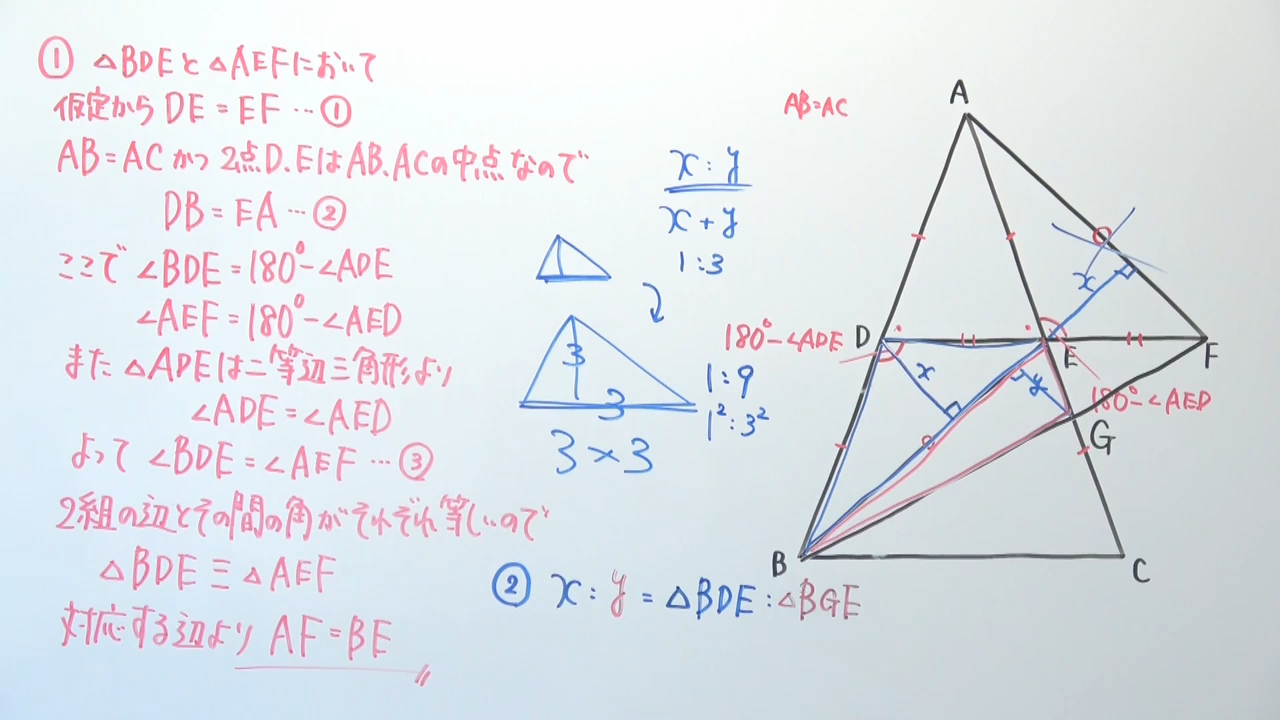 ① △BDEと△AEFにおいて
仮定から DE = EF … ①
AB = AC かつ 2点D.EはAB.ACの中点なので
DB = EA … ②
ここで ∠BDE = 180° - ∠ADE
∠AEF = 180° - ∠AED
また △ADEは二等辺三角形より
∠ADE = ∠AED
よって ∠BDE = ∠AEF … ③
2組の辺とその間の角がそれぞれ等しいので
△BDE ≡ △AEF
対応する辺より AF = BE
x : y
x + y
1 : 3
3
3
1 : 9
1² : 3²
3 × 3
② x : y = △BDE : △BGE
AB=AC
A
x
180° - ∠ADE
D
E
F
x
y
180° - ∠AED
G
B
C